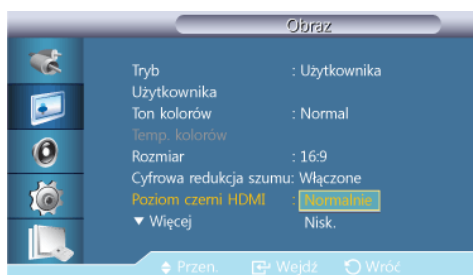 Obraz
Tryb : Użytkownika
Użytkownika
Ton kolorów : Normal
Temp. kolorów
Rozmiar : 16:9
Cyfrowa redukcja szumu: Włączone
Poziom czerni HDMI : Normalnie
▼ Więcej Nisk.
Przen. Wejdź Wróć